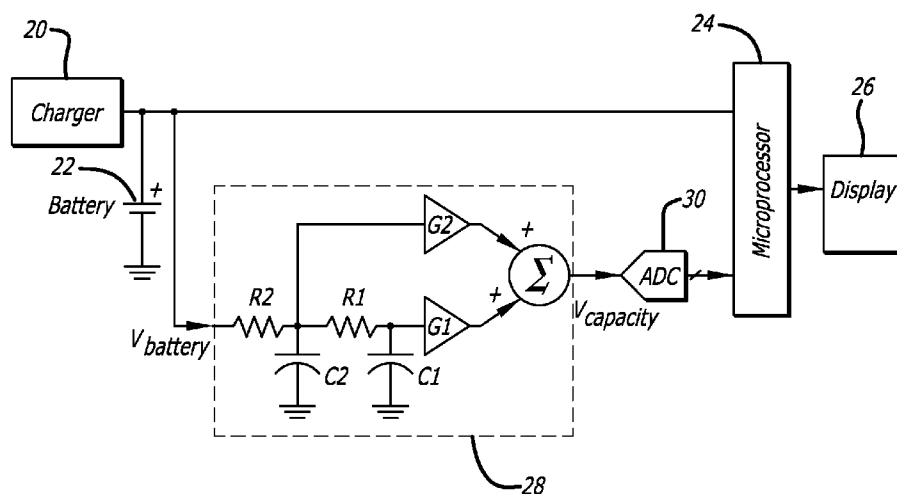 20
Charger
22
Battery
+
24
Microprocessor
26
Display
30
ADC
G2
+
Σ
R2
R1
G1
+
V battery
V capacity
C2
C1
28